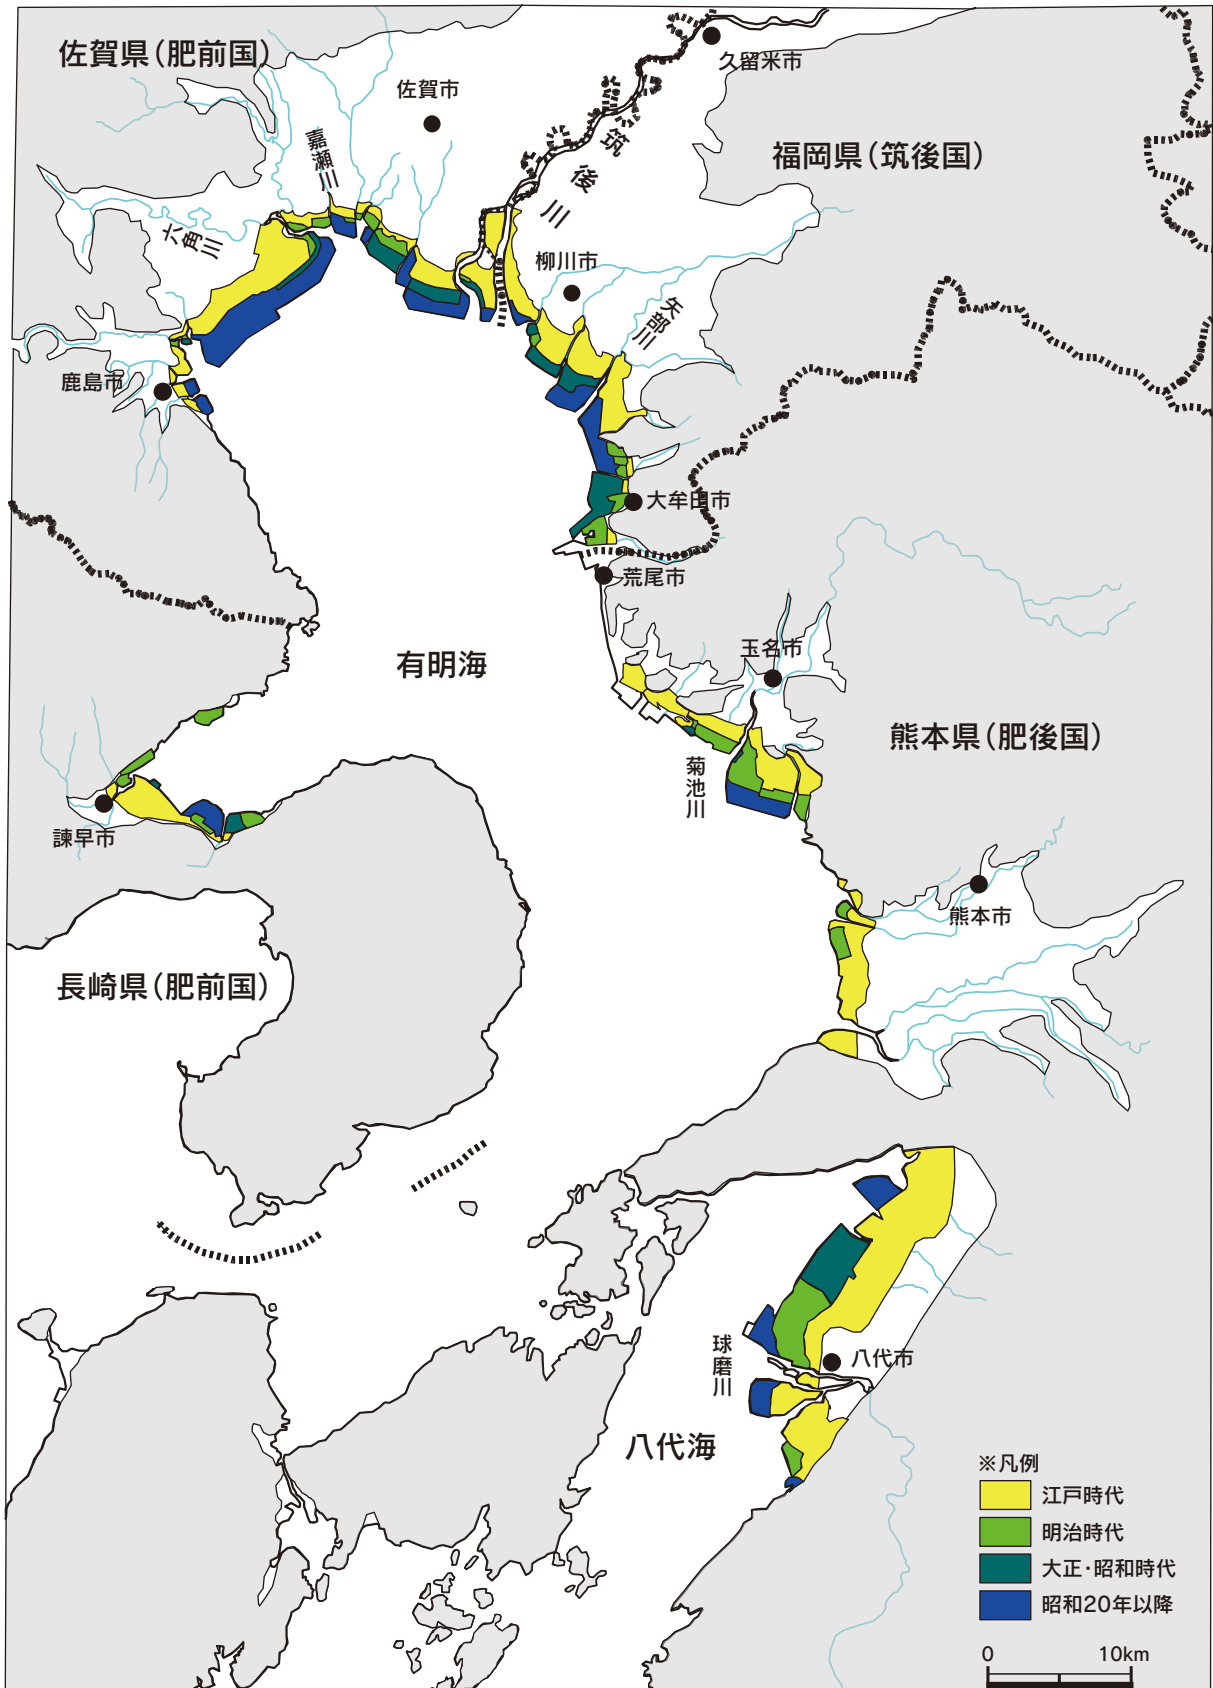 佐賀県(肥前国)
久留米市
佐賀市
嘉瀬川
筑後川
福岡県(筑後国)
六角川
柳川市
矢部川
鹿島市
大牟田市
荒尾市
有明海
玉名市
熊本県(肥後国)
菊池川
諫早市
熊本市
長崎県(肥前国)
球磨川
八代市
八代海
※凡例
江戸時代
明治時代
大正・昭和時代
昭和20年以降
0 10km